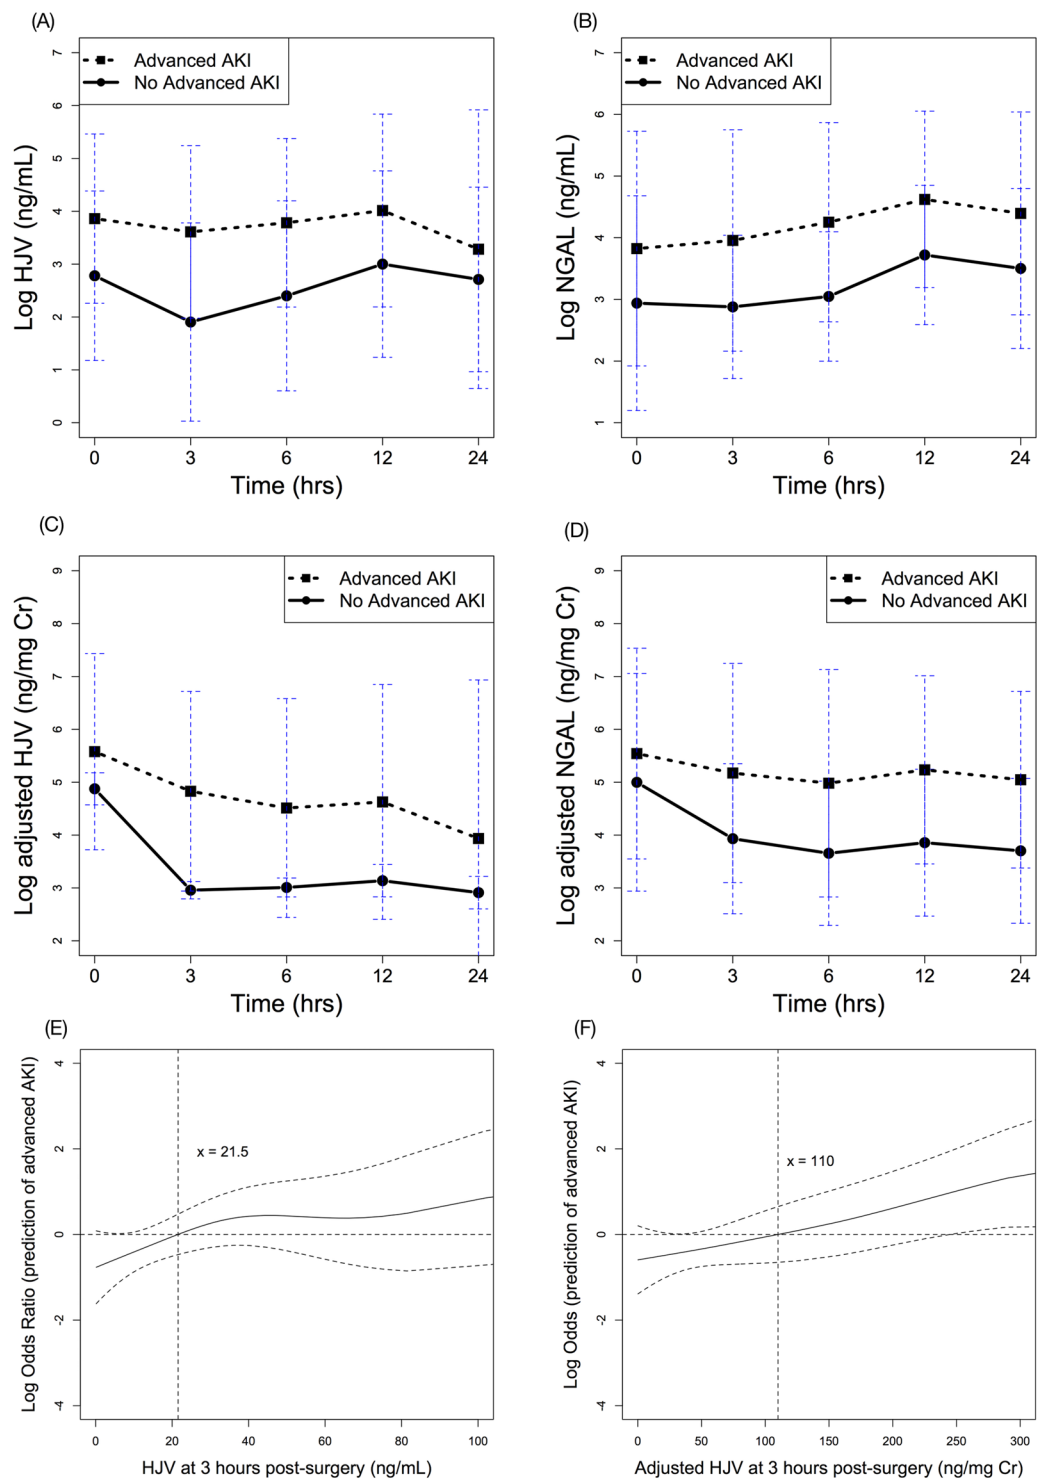 (A)
Advanced AKI
No Advanced AKI
Log HJV (ng/mL)
7
6
5
4
3
2
1
0
0 3 6 12 24
Time (hrs)
(B)
Advanced AKI
No Advanced AKI
Log NGAL (ng/mL)
7
6
5
4
3
2
1
0 3 6 12 24
Time (hrs)
(C)
Advanced AKI
No Advanced AKI
Log adjusted HJV (ng/mg Cr)
9
8
7
6
5
4
3
2
0 3 6 12 24
Time (hrs)
(D)
Advanced AKI
No Advanced AKI
Log adjusted NGAL (ng/mg Cr)
9
8
7
6
5
4
3
2
0 3 6 12 24
Time (hrs)
(E)
Log Odds Ratio (prediction of advanced AKI)
4
2
0
-2
-4
x = 21.5
0 20 40 60 80 100
HJV at 3 hours post-surgery (ng/mL)
(F)
Log Odds (prediction of advanced AKI)
4
2
0
-2
-4
x = 110
0 50 100 150 200 250 300
Adjusted HJV at 3 hours post-surgery (ng/mg Cr)